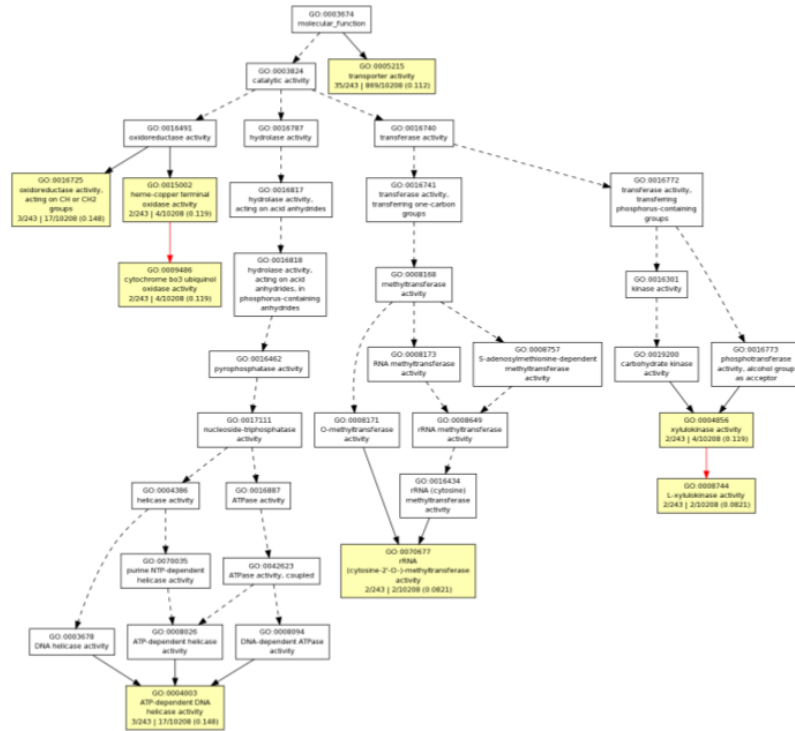 GO:0003674
molecular_function
GO:0005215
transporter activity
35/243 | 869/10208 (0.112)
GO:0003824
catalytic activity
GO:0016491
oxidoreductase activity
GO:0016787
hydrolase activity
GO:0016740
transferase activity
GO:0016725
oxidoreductase activity,
acting on CH or CH2
groups
3/243 | 17/10208 (0.148)
GO:0015002
heme-copper terminal
oxidase activity
2/243 | 4/10208 (0.119)
GO:0016817
hydrolase activity,
acting on acid anhydrides
GO:0016741
transferase activity,
transferring one-carbon
groups
GO:0016772
transferase activity,
transferring
phosphorus-containing
groups
GO:0009486
cytochrome bo3 ubiquinol
oxidase activity
2/243 | 4/10208 (0.119)
GO:0016818
hydrolase activity,
acting on acid
anhydrides, in
phosphorus-containing
anhydrides
GO:0008168
methyltransferase
activity
GO:0016301
kinase activity
GO:0016462
pyrophosphatase activity
GO:0008173
RNA methyltransferase
activity
GO:0008757
S-adenosylmethionine-dependent
methyltransferase
activity
GO:0019200
carbohydrate kinase
activity
GO:0016773
phosphotransferase
activity, alcohol group
as acceptor
GO:0017111
nucleoside-triphosphatase
activity
GO:0008171
O-methyltransferase
activity
GO:0008649
rRNA methyltransferase
activity
GO:0004856
xylulokinase activity
2/243 | 4/10208 (0.119)
GO:0004386
helicase activity
GO:0016887
ATPase activity
GO:0016434
rRNA (cytosine)
methyltransferase
activity
GO:0008744
L-xylulokinase activity
2/243 | 2/10208 (0.0821)
GO:0070035
purine NTP-dependent
helicase activity
GO:0042623
ATPase activity, coupled
GO:0070677
rRNA
(cytosine-2'-O-)-methyltransferase
activity
2/243 | 2/10208 (0.0821)
GO:0003678
DNA helicase activity
GO:0008026
ATP-dependent helicase
activity
GO:0008094
DNA-dependent ATPase
activity
GO:0004003
ATP-dependent DNA
helicase activity
3/243 | 17/10208 (0.148)